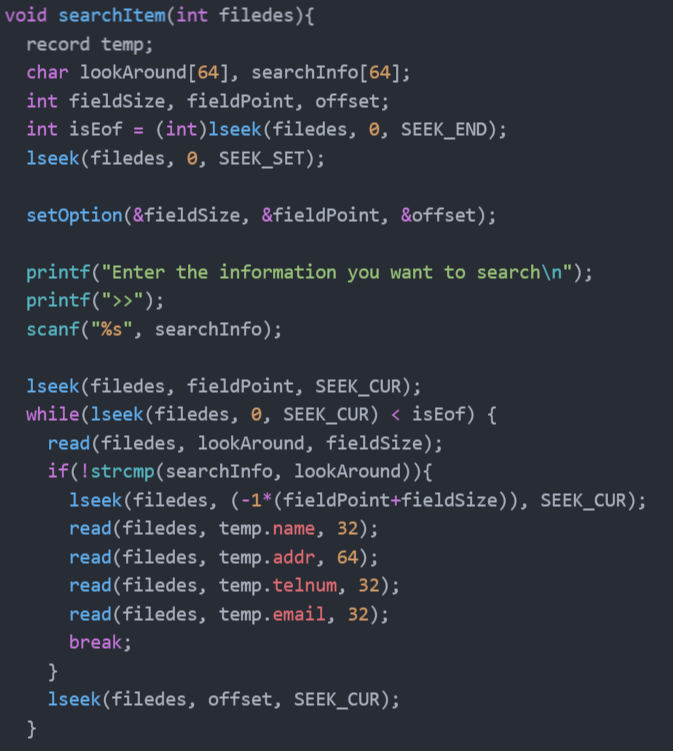 void searchItem(int filedes){
record temp;
char lookAround[64], searchInfo[64];
int fieldSize, fieldPoint, offset;
int isEof = (int)lseek(filedes, 0, SEEK_END);
lseek(filedes, 0, SEEK_SET);
setOption(&fieldSize, &fieldPoint, &offset);
printf("Enter the information you want to search\n");
printf(">>");
scanf("%s", searchInfo);
lseek(filedes, fieldPoint, SEEK_CUR);
while(lseek(filedes, 0, SEEK_CUR) < isEof) {
read(filedes, lookAround, fieldSize);
if(!strcmp(searchInfo, lookAround)){
lseek(filedes, (-1*(fieldPoint+fieldSize)), SEEK_CUR);
read(filedes, temp.name, 32);
read(filedes, temp.addr, 64);
read(filedes, temp.telnum, 32);
read(filedes, temp.email, 32);
break;
}
lseek(filedes, offset, SEEK_CUR);
}